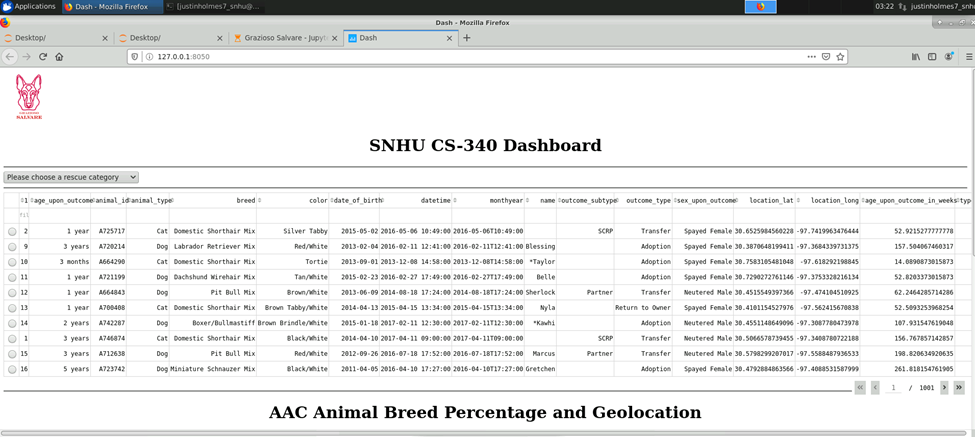 Applications Dash - Mozilla Firefox [justinholmes7_snhu@... 03:22 justinholmes7_snhu
Dash - Mozilla Firefox
Desktop/ Desktop/ Grazioso Salvare - Jupyt Dash
127.0.0.1:8050
SALVARE
SNHU CS-340 Dashboard
Please choose a rescue category
1 age_upon_outcome animal_id animal_type breed color date_of_birth datetime monthyear name outcome_subtype outcome_type sex_upon_outcome location_lat location_long age_upon_outcome_in_weeks typ
fil
2 1 year A725717 Cat Domestic Shorthair Mix Silver Tabby 2015-05-02 2016-05-06 10:49:00 2016-05-06T10:49:00 SCRP Transfer Spayed Female 30.6525984560228 -97.7419963476444 52.9215277777778
9 3 years A720214 Dog Labrador Retriever Mix Red/White 2013-02-04 2016-02-11 12:41:00 2016-02-11T12:41:00 Blessing Adoption Spayed Female 30.3870648199411 -97.3684339731375 157.504067460317
10 3 months A664290 Cat Domestic Shorthair Mix Tortie 2013-09-01 2013-12-08 14:58:00 2013-12-08T14:58:00 *Taylor Adoption Spayed Female 30.7583105481048 -97.618292198845 14.0890873015873
11 1 year A721199 Dog Dachshund Wirehair Mix Tan/White 2015-02-23 2016-02-27 17:49:00 2016-02-27T17:49:00 Belle Adoption Spayed Female 30.7290272761146 -97.3753328216134 52.8203373015873
12 1 year A664843 Dog Pit Bull Mix Brown/White 2013-06-09 2014-08-18 17:24:00 2014-08-18T17:24:00 Sherlock Partner Transfer Neutered Male 30.4515549397366 -97.474104510925 62.2464285714286
13 1 year A700408 Cat Domestic Shorthair Mix Brown Tabby/White 2014-04-13 2015-04-15 13:34:00 2015-04-15T13:34:00 Nyla Return to Owner Spayed Female 30.4101154527976 -97.562415670838 52.5093253968254
14 2 years A742287 Dog Boxer/Bullmastiff Brown Brindle/White 2015-01-18 2017-02-11 12:30:00 2017-02-11T12:30:00 *Kawhi Adoption Neutered Male 30.4551148649096 -97.3087780473978 107.931547619048
1 3 years A746874 Cat Domestic Shorthair Mix Black/White 2014-04-10 2017-04-11 09:00:00 2017-04-11T09:00:00 SCRP Transfer Neutered Male 30.5066578739455 -97.3408780722188 156.767857142857
15 3 years A712638 Dog Pit Bull Mix Red/White 2012-09-26 2016-07-18 17:52:00 2016-07-18T17:52:00 Marcus Partner Transfer Neutered Male 30.5798299207017 -97.5588487936533 198.820634920635
16 5 years A723742 Dog Miniature Schnauzer Mix Black/White 2011-04-05 2016-04-10 17:27:00 2016-04-10T17:27:00 Gretchen Adoption Spayed Female 30.4792884863566 -97.4088531587999 261.818154761905
1 / 1001
AAC Animal Breed Percentage and Geolocation